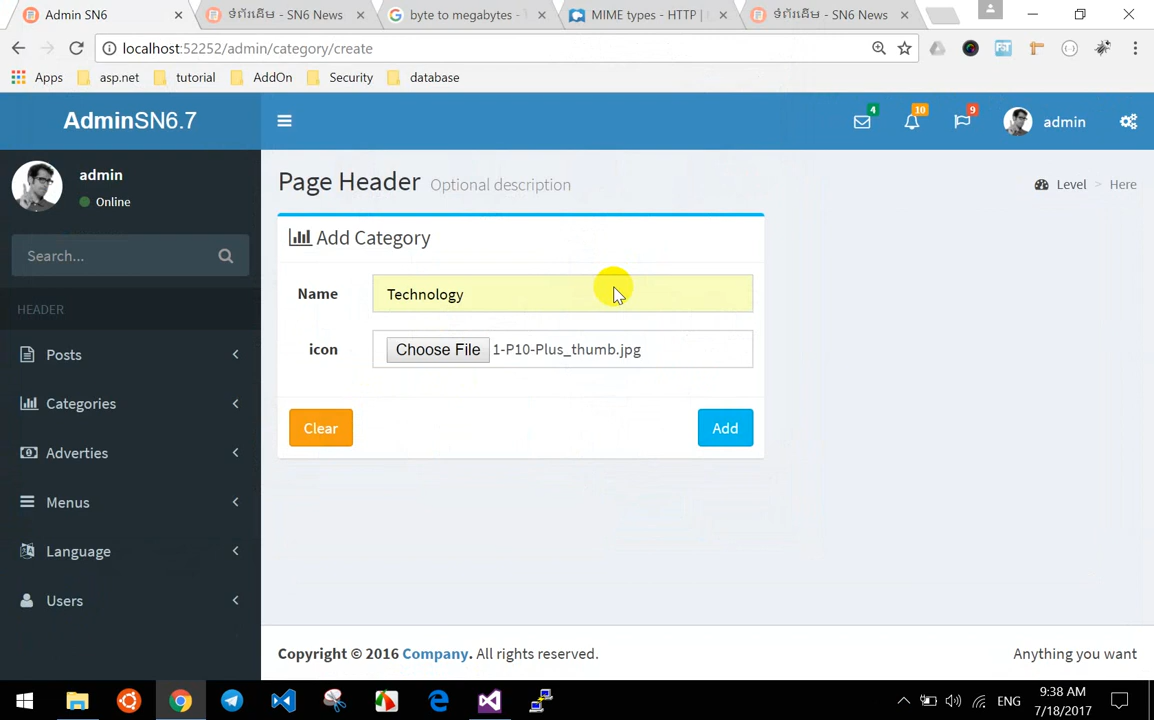 Admin SN6
ទំព័រដើម - SN6 News
byte to megabytes -
MIME types - HTTP |
ទំព័រដើម - SN6 News
localhost:52252/admin/category/create
Apps asp.net tutorial AddOn Security database
AdminSN6.7
4 10 9 admin
admin
Online
Page Header Optional description
Level > Here
Search...
Add Category
HEADER
Name Technology
icon Choose File 1-P10-Plus_thumb.jpg
Posts
Categories
Clear Add
Adverties
Menus
Language
Users
Copyright © 2016 Company. All rights reserved.
Anything you want
ENG
9:38 AM
7/18/2017